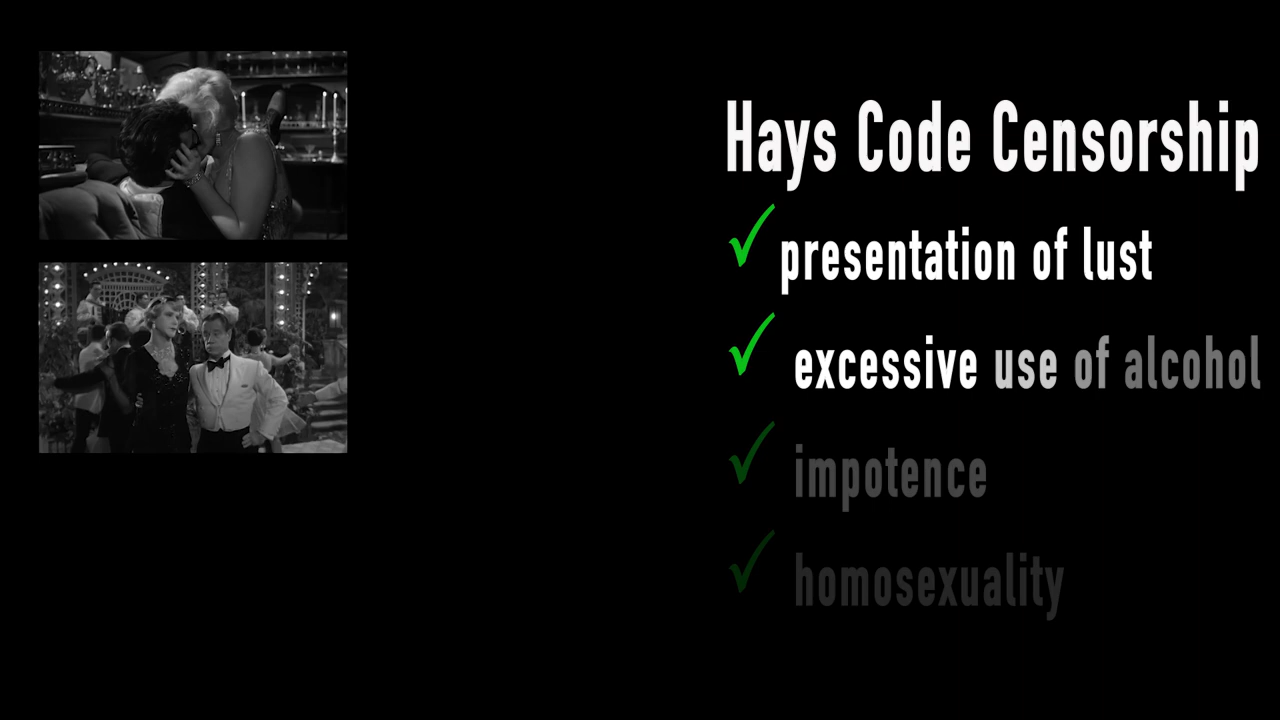 Hays Code Censorship
presentation of lust
excessive use of alcohol
impotence
homosexuality